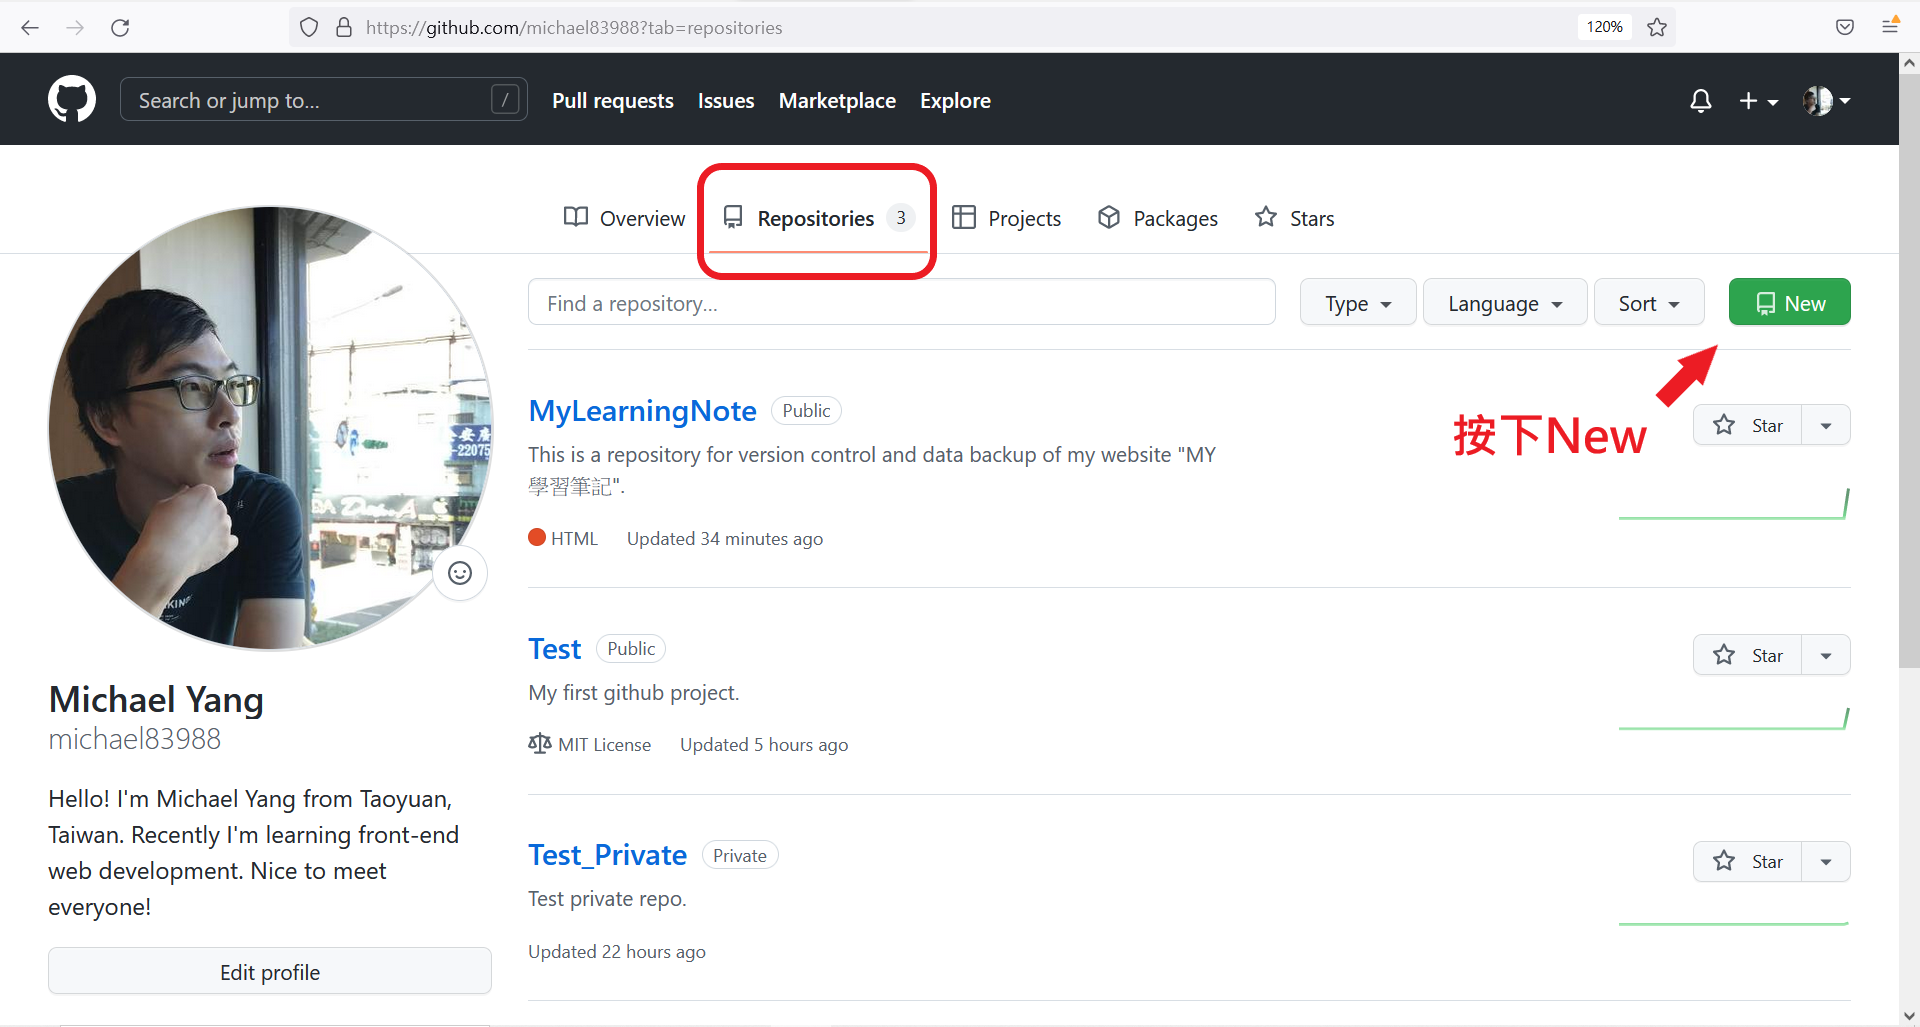 https://github.com/michael83988?tab=repositories
120%
Search or jump to...
/
Pull requests
Issues
Marketplace
Explore
Overview
Repositories 3
Projects
Packages
Stars
Find a repository...
Type
Language
Sort
New
按下New
MyLearningNote Public
Star
This is a repository for version control and data backup of my website "MY
學習筆記".
HTML Updated 34 minutes ago
Test Public
Star
My first github project.
MIT License Updated 5 hours ago
Test_Private Private
Star
Test private repo.
Updated 22 hours ago
安
-22075
Michael Yang
michael83988
Hello! I'm Michael Yang from Taoyuan,
Taiwan. Recently I'm learning front-end
web development. Nice to meet
everyone!
Edit profile